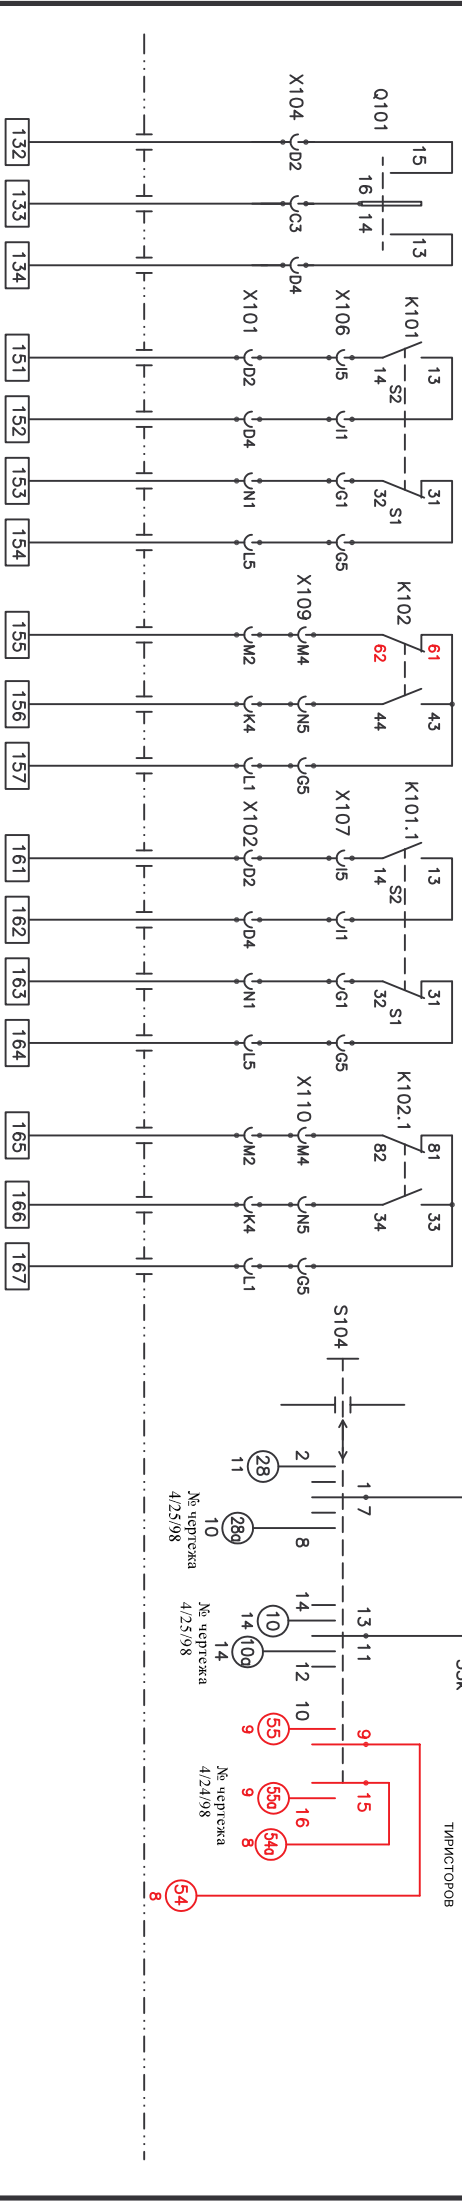 132
133
134
151
152
153
154
155
156
157
161
162
163
164
165
166
167
X104
D2
C3
D4
Q101
15
16
14
13
X101
D2
D4
N1
L5
X106
I5
I1
G1
G5
K101
14
13
S2
32
31
S1
X109
M2
K4
L1
M4
N5
G5
K102
62
61
44
43
X102
D2
D4
N1
L5
X107
I5
I1
G1
G5
K101.1
14
13
S2
32
31
S1
X110
M2
K4
L1
M4
N5
G5
K102.1
82
81
34
33
S104
2
28
11
1
7
8
28a
10
№ чертежа
4/25/98
14
10
14
13
11
12
10a
14
№ чертежа
4/25/98
10
55
9
9
15
16
55a
9
54a
8
№ чертежа
4/24/98
54
8
ТИРИСТОРОВ